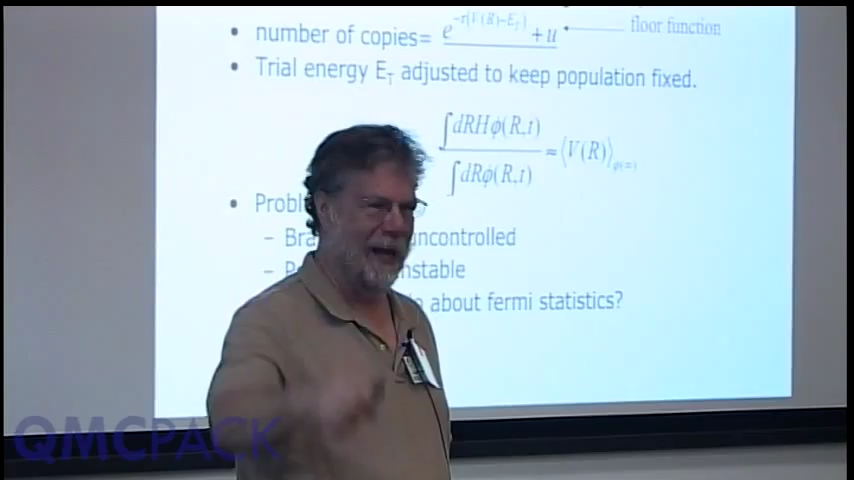 • number of copies= e^{-τ(V(R)-E_T)} + u floor function
• Trial energy E_T adjusted to keep population fixed.
∫dRHϕ(R,t) / ∫dRϕ(R,t) ≈ ⟨V(R)⟩_{ϕ(∞)}
• Probl
– Bra uncontrolled
– P nstable
about fermi statistics?
QMCPACK